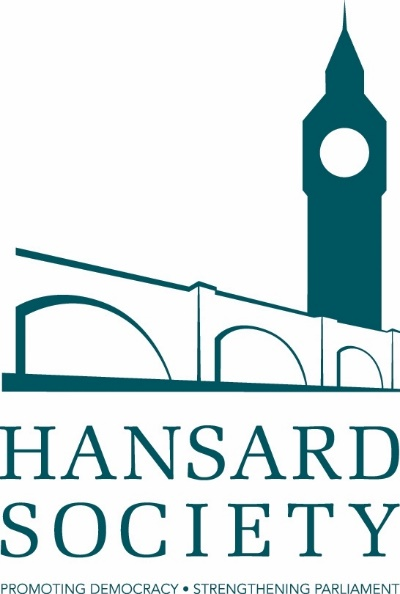 HANSARD
SOCIETY
PROMOTING DEMOCRACY • STRENGTHENING PARLIAMENT